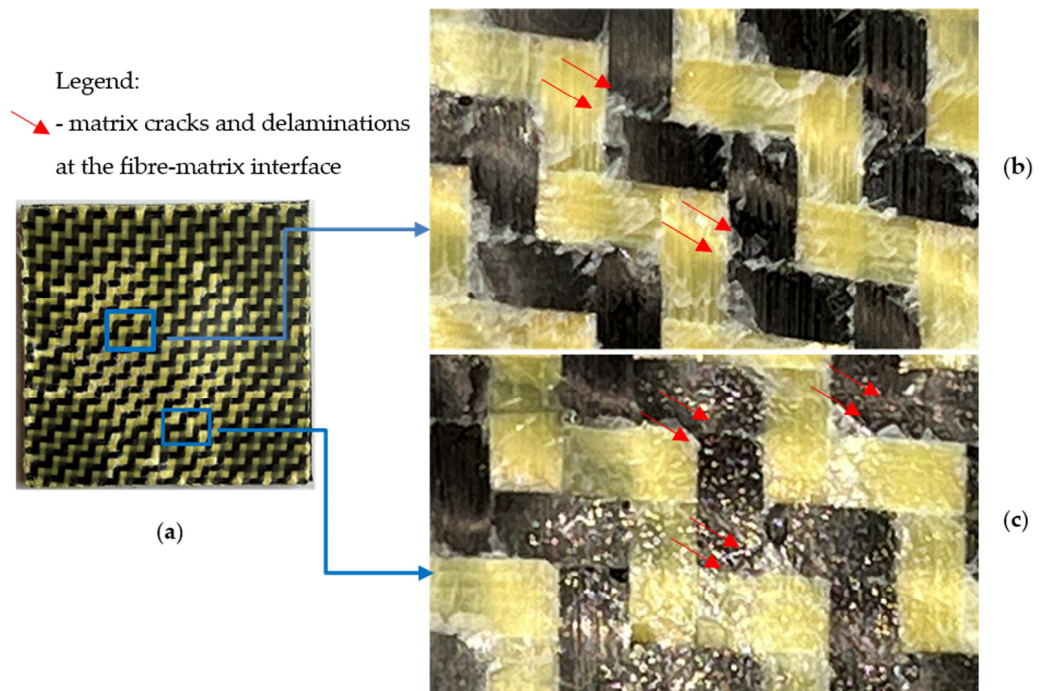 Legend:
- matrix cracks and delaminations
at the fibre-matrix interface
(a)
(b)
(c)